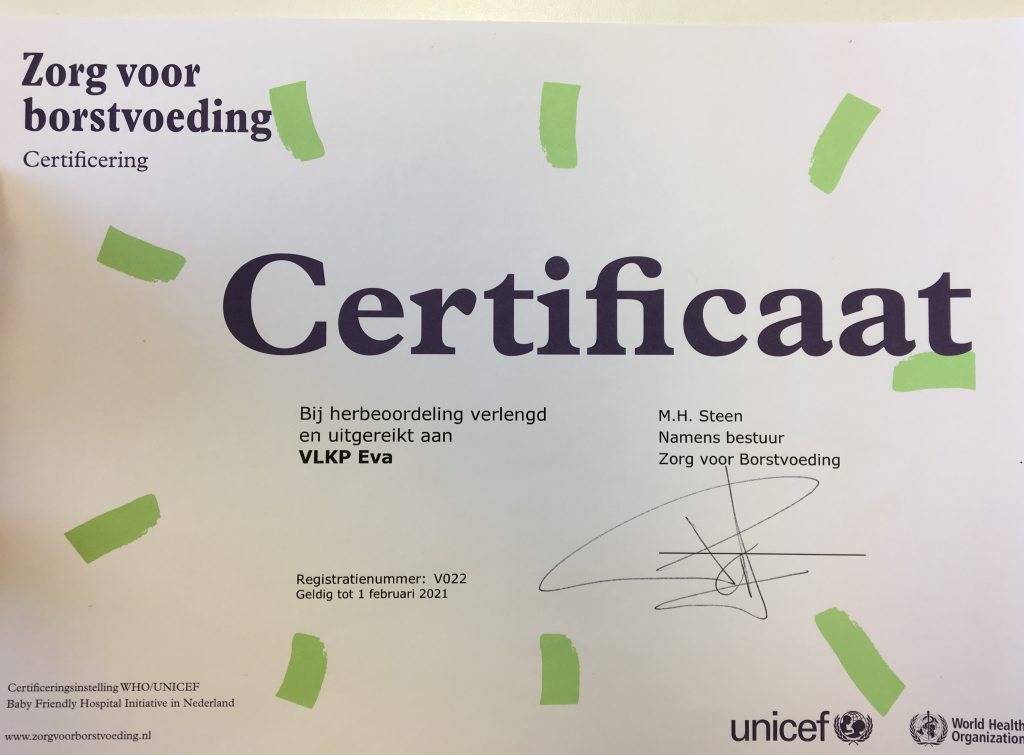 Zorg voor
borstvoeding
Certificering
Certificaat
Bij herbeoordeling verlengd
en uitgereikt aan
VLKP Eva
M.H. Steen
Namens bestuur
Zorg voor Borstvoeding
Registratienummer: V022
Geldig tot 1 februari 2021
Certificeringsinstelling WHO/UNICEF
Baby Friendly Hospital Initiative in Nederland
www.zorgvoorborstvoeding.nl
unicef
World Health
Organization